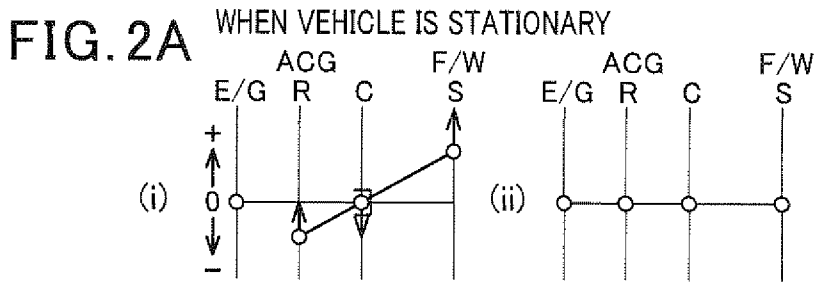 FIG. 2A WHEN VEHICLE IS STATIONARY
ACG F/W ACG F/W
E/G R C S E/G R C S
+
(i) 0 (ii)
−